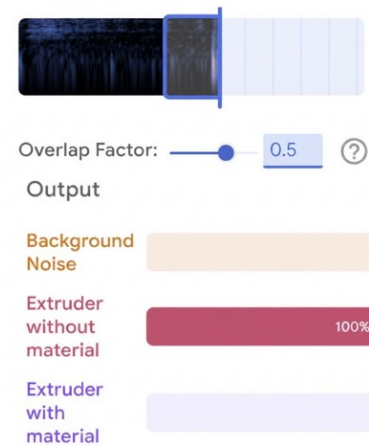 Overlap Factor: 0.5 ?
Output
Background
Noise
Extruder
without
material
100%
Extruder
with
material